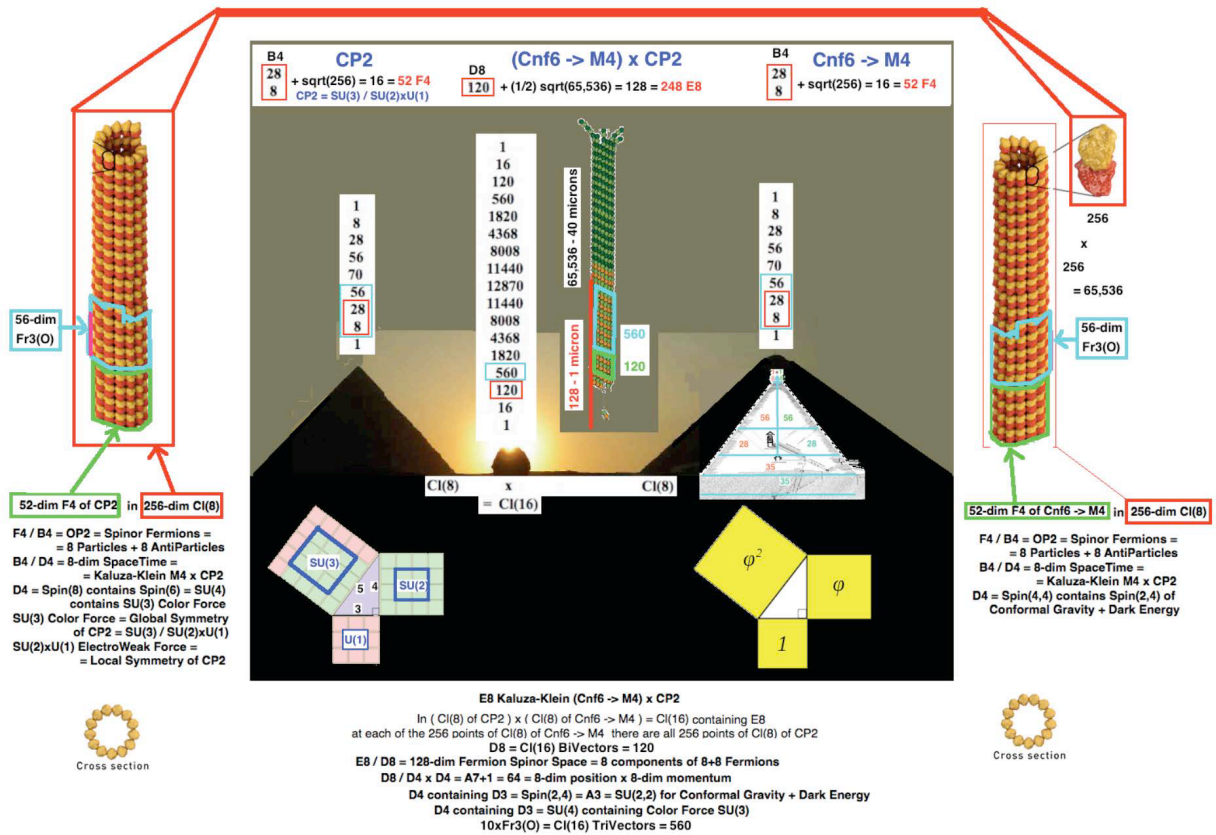 B4
28
8
CP2
+ sqrt(256) = 16 = 52 F4
CP2 = SU(3) / SU(2)xU(1)
(Cnf6 -> M4) x CP2
D8
120
+ (1/2) sqrt(65,536) = 128 = 248 E8
B4
28
8
Cnf6 -> M4
+ sqrt(256) = 16 = 52 F4
1
8
28
56
70
56
28
8
1
1
16
120
560
1820
4368
8008
11440
12870
11440
8008
4368
1820
560
120
16
1
65,536 - 40 microns
128 - 1 micron
560
120
1
8
28
56
70
56
28
8
1
256
x
256
= 65,536
56-dim
Fr3(O)
56-dim
Fr3(O)
56
56
28
28
35
35
Cl(8)
x
Cl(8)
= Cl(16)
52-dim F4 of CP2 in 256-dim Cl(8)
F4 / B4 = OP2 = Spinor Fermions =
= 8 Particles + 8 AntiParticles
B4 / D4 = 8-dim SpaceTime =
= Kaluza-Klein M4 x CP2
D4 = Spin(8) contains Spin(6) = SU(4)
contains SU(3) Color Force
SU(3) Color Force = Global Symmetry
of CP2 = SU(3) / SU(2)xU(1)
SU(2)xU(1) ElectroWeak Force =
= Local Symmetry of CP2
Cross section
SU(3)
SU(2)
5
4
3
U(1)
φ²
φ
1
52-dim F4 of Cnf6 -> M4 in 256-dim Cl(8)
F4 / B4 = OP2 = Spinor Fermions =
= 8 Particles + 8 AntiParticles
B4 / D4 = 8-dim SpaceTime =
= Kaluza-Klein M4 x CP2
D4 = Spin(4,4) contains Spin(2,4) of
Conformal Gravity + Dark Energy
Cross section
E8 Kaluza-Klein (Cnf6 -> M4) x CP2
In ( Cl(8) of CP2 ) x ( Cl(8) of Cnf6 -> M4 ) = Cl(16) containing E8
at each of the 256 points of Cl(8) of Cnf6 -> M4 there are all 256 points of Cl(8) of CP2
D8 = Cl(16) BiVectors = 120
E8 / D8 = 128-dim Fermion Spinor Space = 8 components of 8+8 Fermions
D8 / D4 x D4 = A7+1 = 64 = 8-dim position x 8-dim momentum
D4 containing D3 = Spin(2,4) = A3 = SU(2,2) for Conformal Gravity + Dark Energy
D4 containing D3 = SU(4) containing Color Force SU(3)
10xFr3(O) = Cl(16) TriVectors = 560